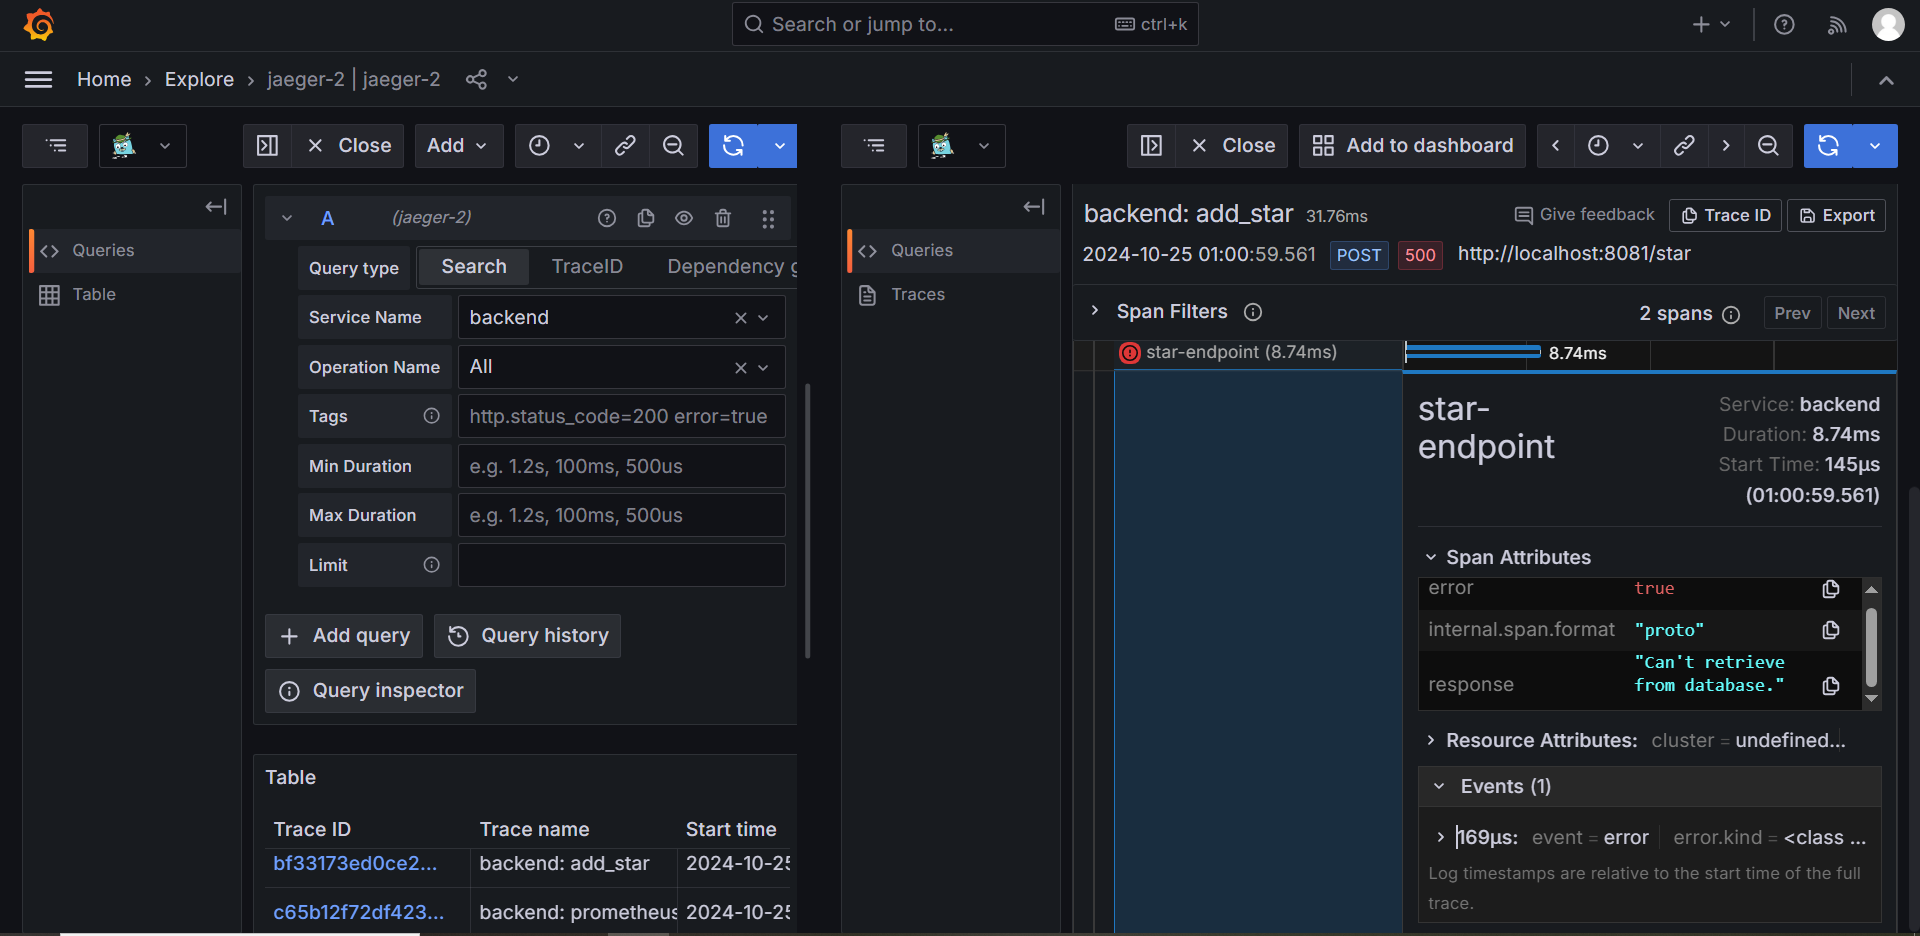 Search or jump to...
ctrl+k
Home › Explore › jaeger-2 | jaeger-2
Close
Add
Queries
Table
A
(jaeger-2)
Query type
Search
TraceID
Dependency
Service Name
backend
Operation Name
All
Tags
http.status_code=200 error=true
Min Duration
e.g. 1.2s, 100ms, 500us
Max Duration
e.g. 1.2s, 100ms, 500us
Limit
Add query
Query history
Query inspector
Table
Trace ID Trace name Start time
bf33173ed0ce2... backend: add_star 2024-10-25
c65b12f72df423... backend: prometheus 2024-10-25
Close
Add to dashboard
Queries
Traces
backend: add_star 31.76ms
Give feedback
Trace ID
Export
2024-10-25 01:00:59.561 POST 500 http://localhost:8081/star
Span Filters
2 spans
Prev
Next
star-endpoint (8.74ms)
8.74ms
star-
endpoint
Service: backend
Duration: 8.74ms
Start Time: 145μs
(01:00:59.561)
Span Attributes
error true
internal.span.format "proto"
response "Can't retrieve
from database."
Resource Attributes: cluster = undefined...
Events (1)
169μs: event = error error.kind = <class ...
Log timestamps are relative to the start time of the full
trace.